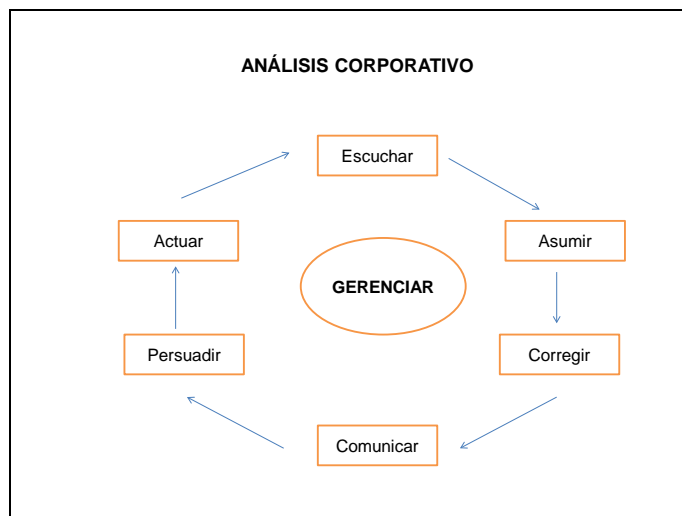 ANÁLISIS CORPORATIVO
Escuchar
Actuar
Asumir
GERENCIAR
Persuadir
Corregir
Comunicar